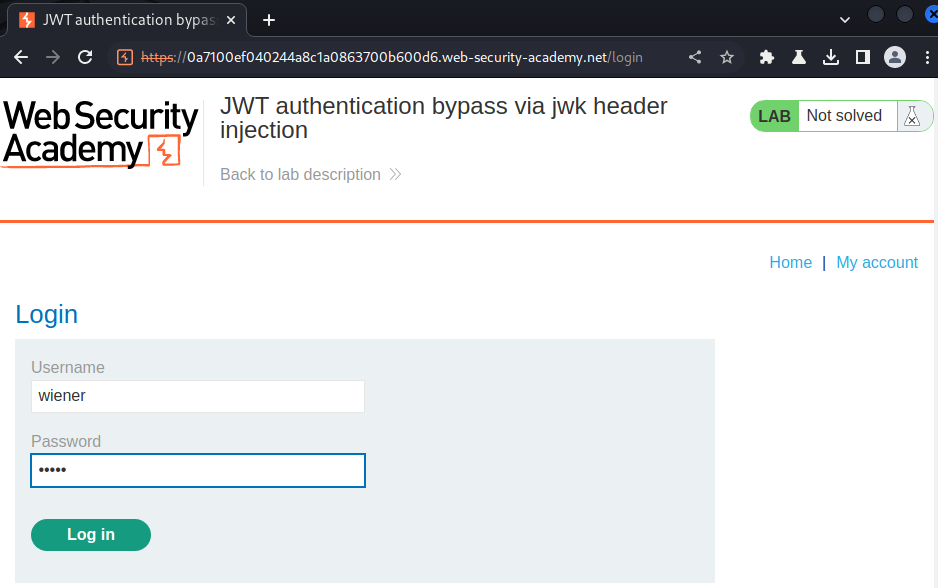 JWT authentication bypas
https://0a7100ef040244a8c1a0863700b600d6.web-security-academy.net/login
Web Security
Academy
JWT authentication bypass via jwk header
injection
LAB Not solved
Back to lab description
Home | My account
Login
Username
wiener
Password
•••••
Log in